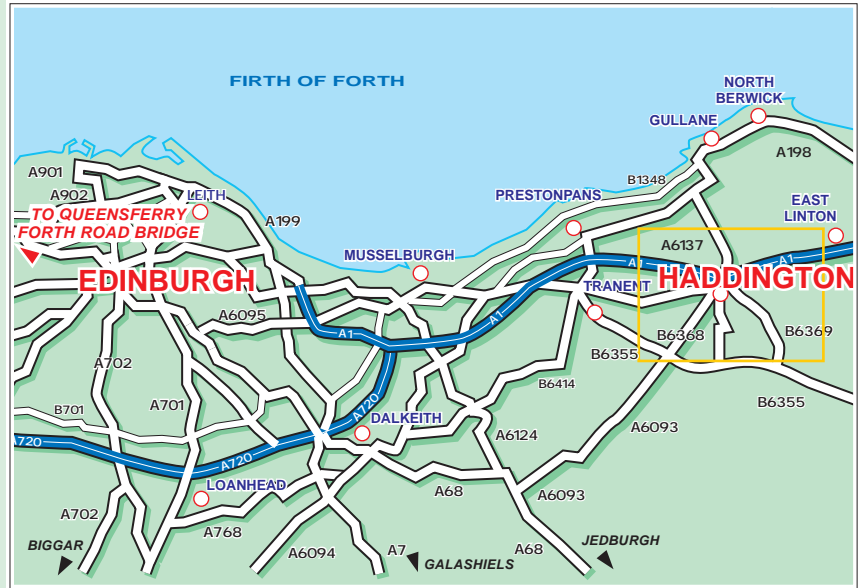 FIRTH OF FORTH
NORTH
BERWICK
GULLANE
A198
A901
A902
LEITH
B1348
PRESTONPANS
EAST
LINTON
TO QUEENSFERRY
FORTH ROAD BRIDGE
A199
MUSSELBURGH
A6137
A1
A1
EDINBURGH
HADDINGTON
TRANENT
A6095
A1
A1
B6368
B6369
A702
B6355
B6414
B6355
B701
A701
A720
DALKEITH
A6124
A6093
A720
A720
LOANHEAD
A68
A6093
A702
A768
A6094
A7
A68
BIGGAR
GALASHIELS
JEDBURGH